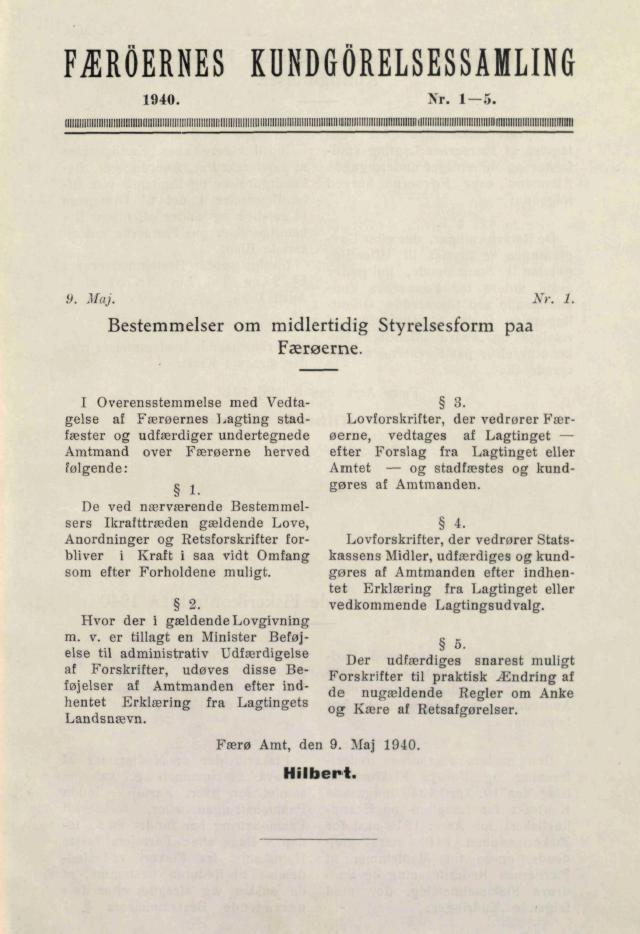 FÆRÖERNES KUNDGÖRELSESSAMLING
1940. Nr. 1—5.
9. Maj. Nr. 1.
Bestemmelser om midlertidig Styrelsesform paa
Færøerne.
I Overensstemmelse med Vedta-
gelse af Færøernes Lagting stad-
fæster og udfærdiger undertegnede
Amtmand over Færøerne herved
følgende:
§ 1.
De ved nærværende Bestemmel-
sers Ikrafttræden gældende Love,
Anordninger og Retsforskrifter for-
bliver i Kraft i saa vidt Omfang
som efter Forholdene muligt.
§ 2.
Hvor der i gældende Lovgivning
m. v. er tillagt en Minister Beføj-
else til administrativ Udfærdigelse
af Forskrifter, udøves disse Be-
føjelser af Amtmanden efter ind-
hentet Erklæring fra Lagtingets
Landsnævn.
§ 3.
Lovforskrifter, der vedrører Fær-
øerne, vedtages af Lagtinget —
efter Forslag fra Lagtinget eller
Amtet — og stadfæstes og kund-
gøres af Amtmanden.
§ 4.
Lovforskrifter, der vedrører Stats-
kassens Midler, udfærdiges og kund-
gøres af Amtmanden efter indhen-
tet Erklæring fra Lagtinget eller
vedkommende Lagtingsudvalg.
§ 5.
Der udfærdiges snarest muligt
Forskrifter til praktisk Ændring af
de nugældende Regler om Anke
og Kære af Retsafgørelser.
Færø Amt, den 9. Maj 1940.
Hilbert.